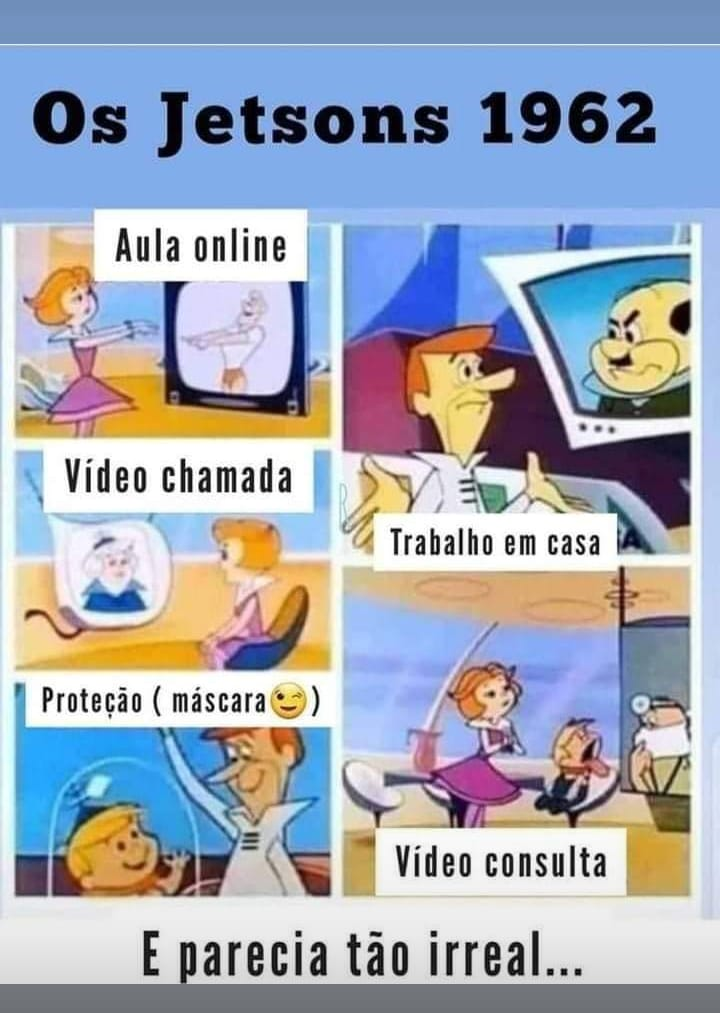 Os Jetsons 1962
Aula online
Vídeo chamada
Trabalho em casa
Proteção ( máscara😉)
Vídeo consulta
E parecia tão irreal...